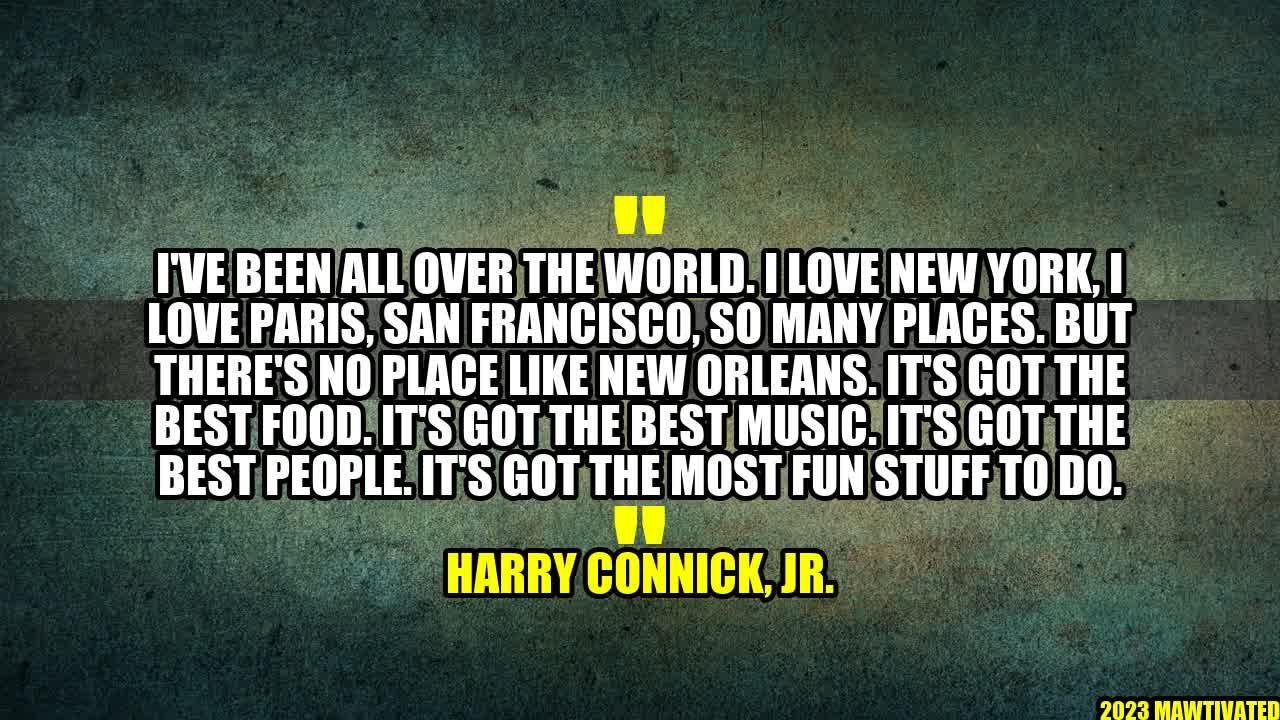 "
I'VE BEEN ALL OVER THE WORLD. I LOVE NEW YORK, I
LOVE PARIS, SAN FRANCISCO, SO MANY PLACES. BUT
THERE'S NO PLACE LIKE NEW ORLEANS. IT'S GOT THE
BEST FOOD. IT'S GOT THE BEST MUSIC. IT'S GOT THE
BEST PEOPLE. IT'S GOT THE MOST FUN STUFF TO DO.
"
HARRY CONNICK, JR.
2023 MAWTIVATED